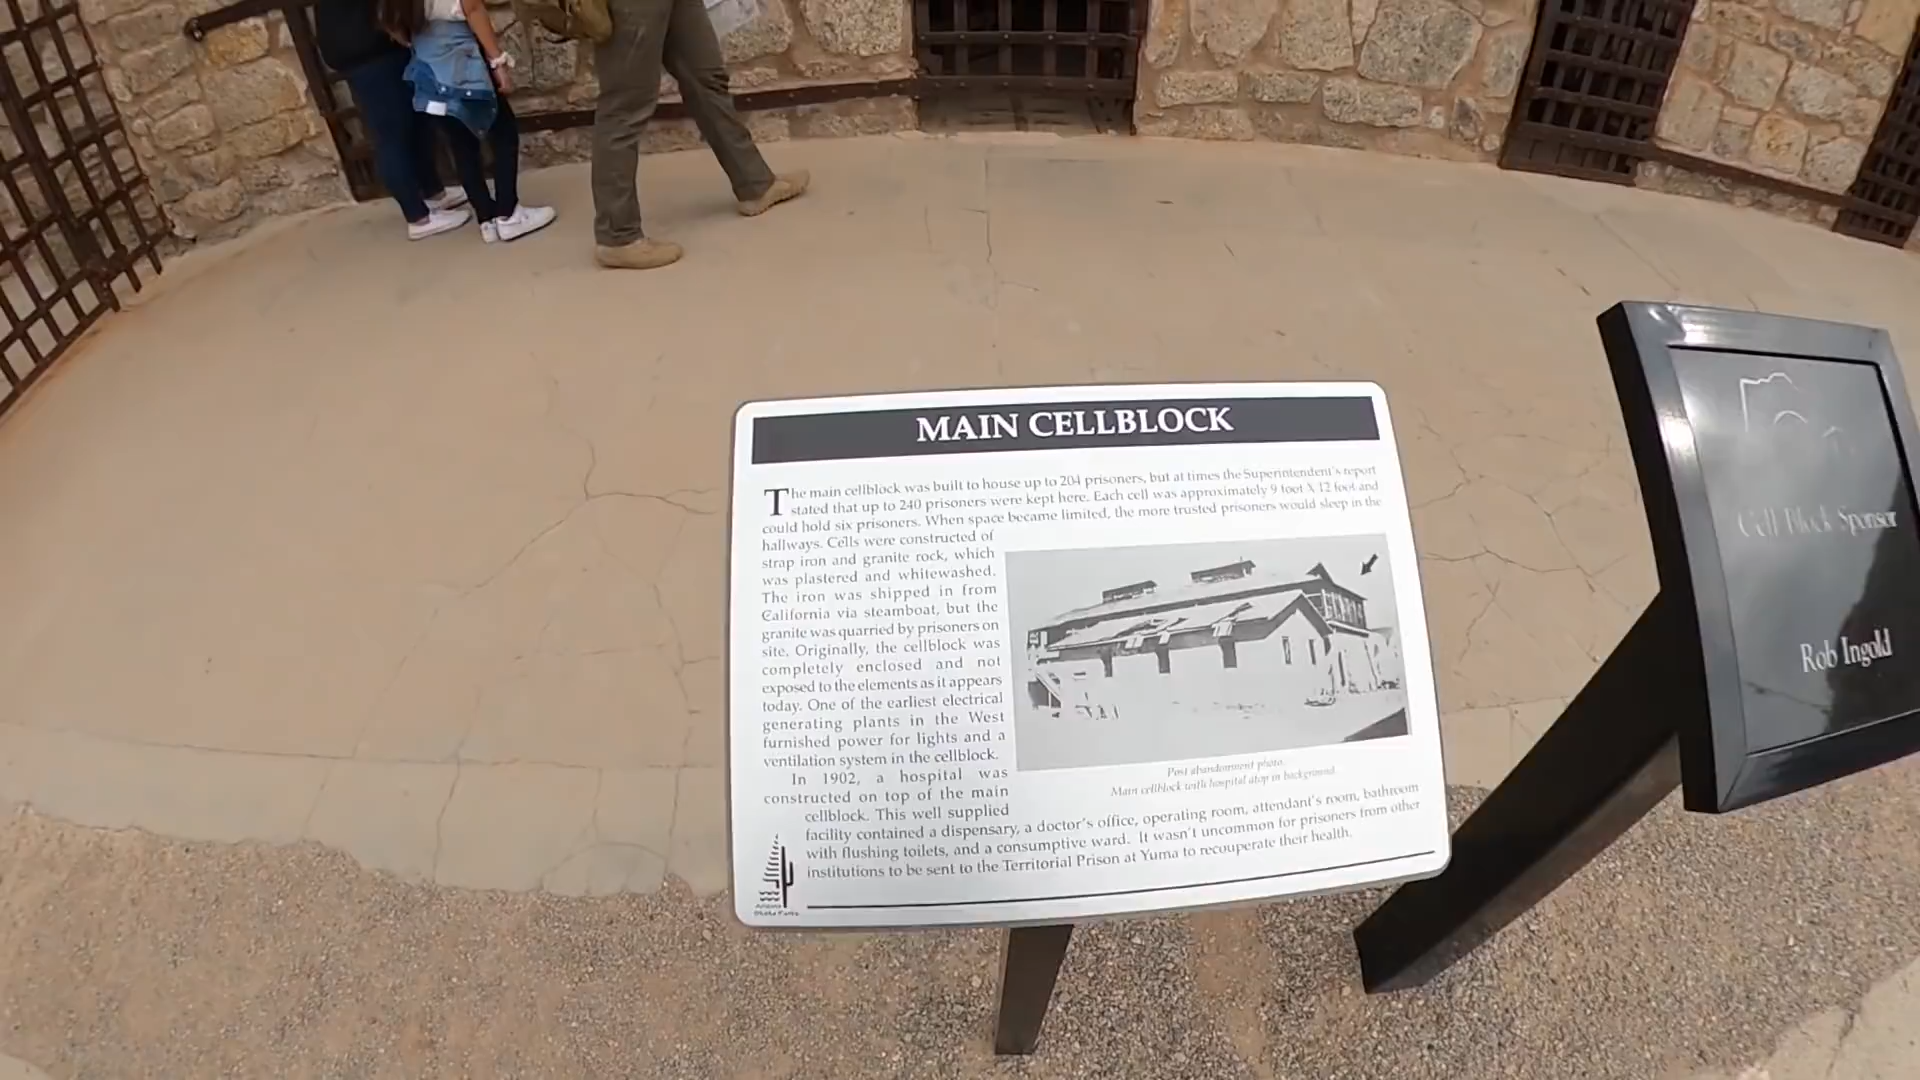 MAIN CELLBLOCK
The main cellblock was built to house up to 204 prisoners, but at times the Superintendent's report
stated that up to 240 prisoners were kept here. Each cell was approximately 9 foot X 12 foot and
could hold six prisoners. When space became limited, the more trusted prisoners would sleep in the
hallways. Cells were constructed of
strap iron and granite rock, which
was plastered and whitewashed.
The iron was shipped in from
California via steamboat, but the
granite was quarried by prisoners on
site. Originally, the cellblock was
completely enclosed and not
exposed to the elements as it appears
today. One of the earliest electrical
generating plants in the West
furnished power for lights and a
ventilation system in the cellblock.
In 1902, a hospital was
constructed on top of the main
cellblock. This well supplied
facility contained a dispensary, a doctor's office, operating room, attendant's room, bathroom
with flushing toilets, and a consumptive ward. It wasn't uncommon for prisoners from other
institutions to be sent to the Territorial Prison at Yuma to recouperate their health.
Post abandonment photo.
Main cellblock with hospital atop in background.
Arizona
State Parks
Cell Block Sponsor
Rob Ingold